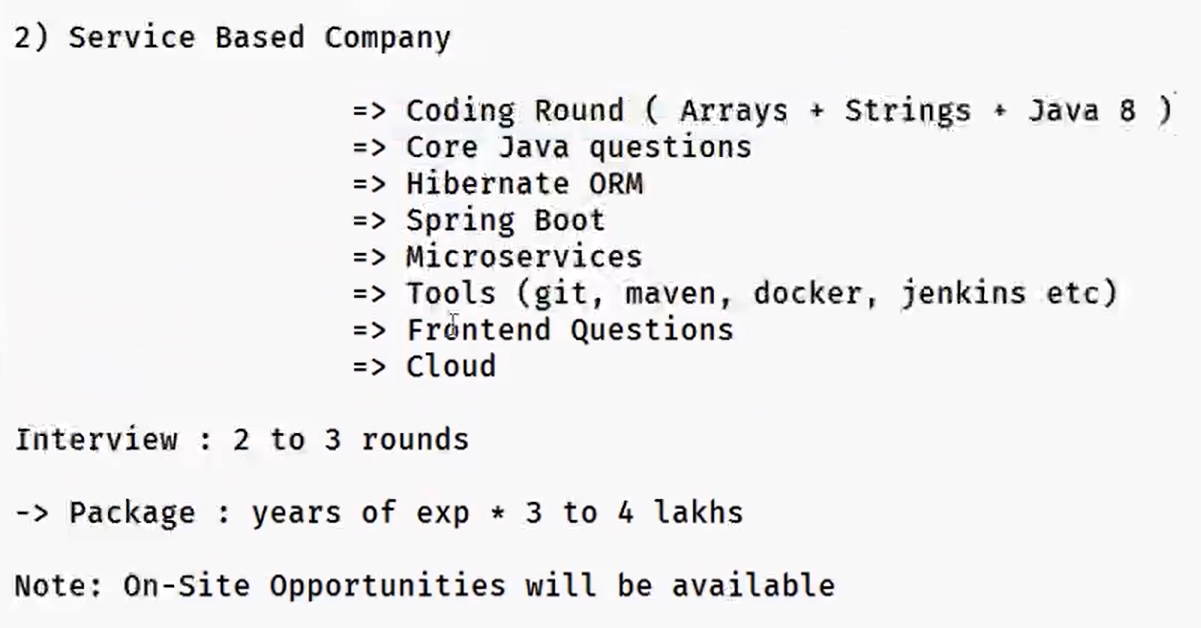 2) Service Based Company
=> Coding Round ( Arrays + Strings + Java 8 )
=> Core Java questions
=> Hibernate ORM
=> Spring Boot
=> Microservices
=> Tools (git, maven, docker, jenkins etc)
=> Frontend Questions
=> Cloud
Interview : 2 to 3 rounds
-> Package : years of exp * 3 to 4 lakhs
Note: On-Site Opportunities will be available